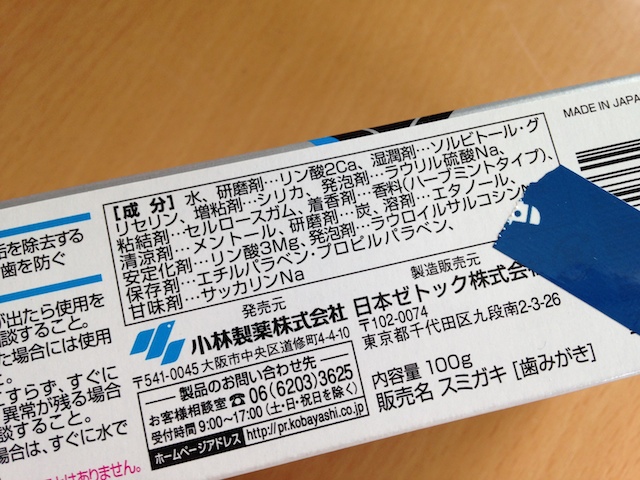 MADE IN JAPA
[成 分] 水、研磨剤…リン酸2Ca、湿潤剤…ソルビトール・グ
リセリン、増粘剤…シリカ、発泡剤…ラウリル硫酸Na、
粘結剤…セルロースガム、着香剤…香料(ハーブミントタイプ)、
清涼剤…メントール、研磨剤…炭、溶剤…エタノール、
安定化剤…リン酸3Mg、発泡剤…ラウロイルサルコシンN
保存剤…エチルパラベン・プロピルパラベン、
甘味剤…サッカリンNa
を除去する
歯を防ぐ
が出たら使用を
談すること。
た場合には使用
と。
すらず、すぐに
異常が残る場合
談すること。
場合は、すぐに水で
はありません。
発売元
小林製薬株式会社
〒541-0045 大阪市中央区道修町4-4-10
製品のお問い合わせ先
お客様相談室 ☎ 06(6203)3625
受付時間 9:00〜17:00 (土・日・祝日を除く)
ホームページアドレス http://pr.kobayashi.co.jp
製造販売元
日本ゼトック株式会
〒102-0074
東京都千代田区九段南2-3-26
内容量 100g
販売名 スミガキ [歯みがき]